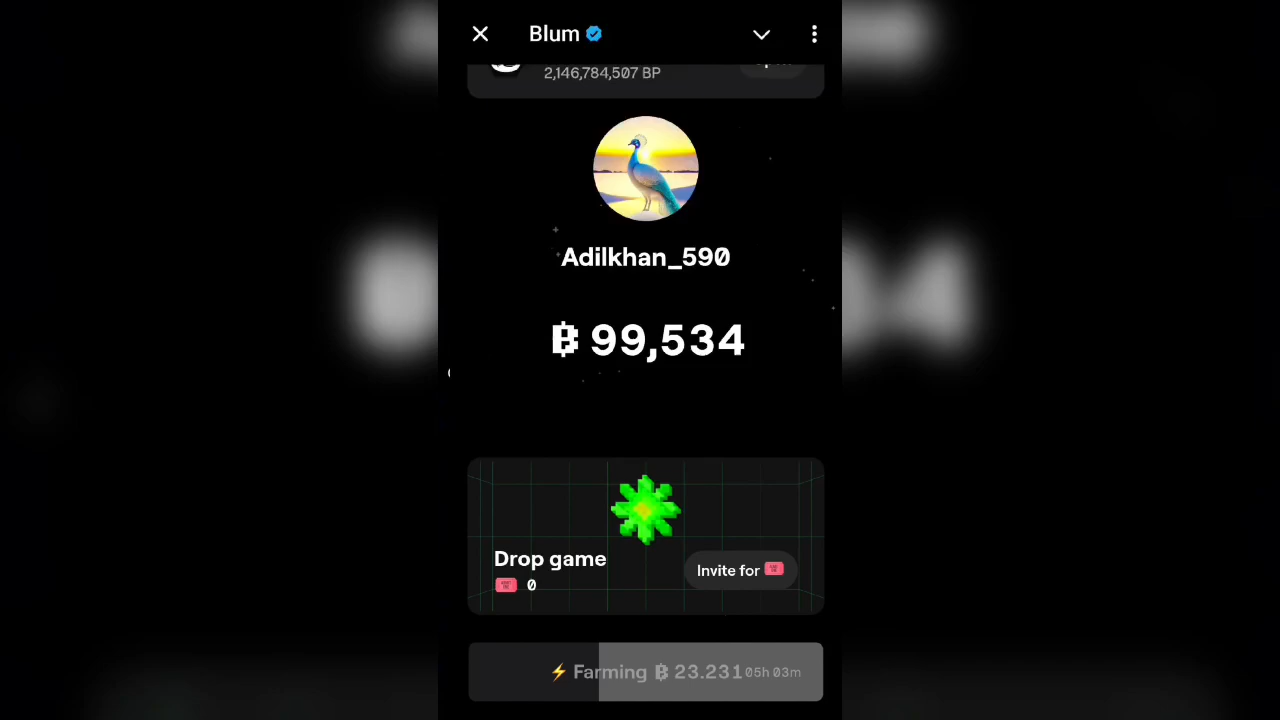 Blum
2,146,784,507 BP
Adilkhan_590
99,534
Drop game
Invite for
0
Farming 23.231 05h 03m